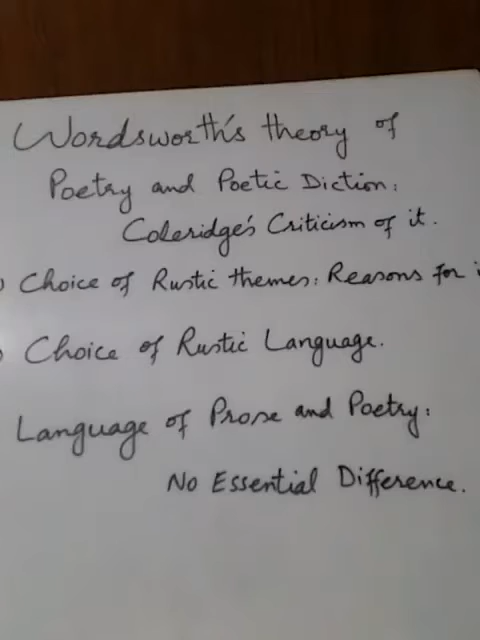 Wordsworth's theory of
Poetry and Poetic Diction:
Coleridge's Criticism of it.
Choice of Rustic themes: Reasons for
Choice of Rustic Language.
Language of Prose and Poetry:
No Essential Difference.